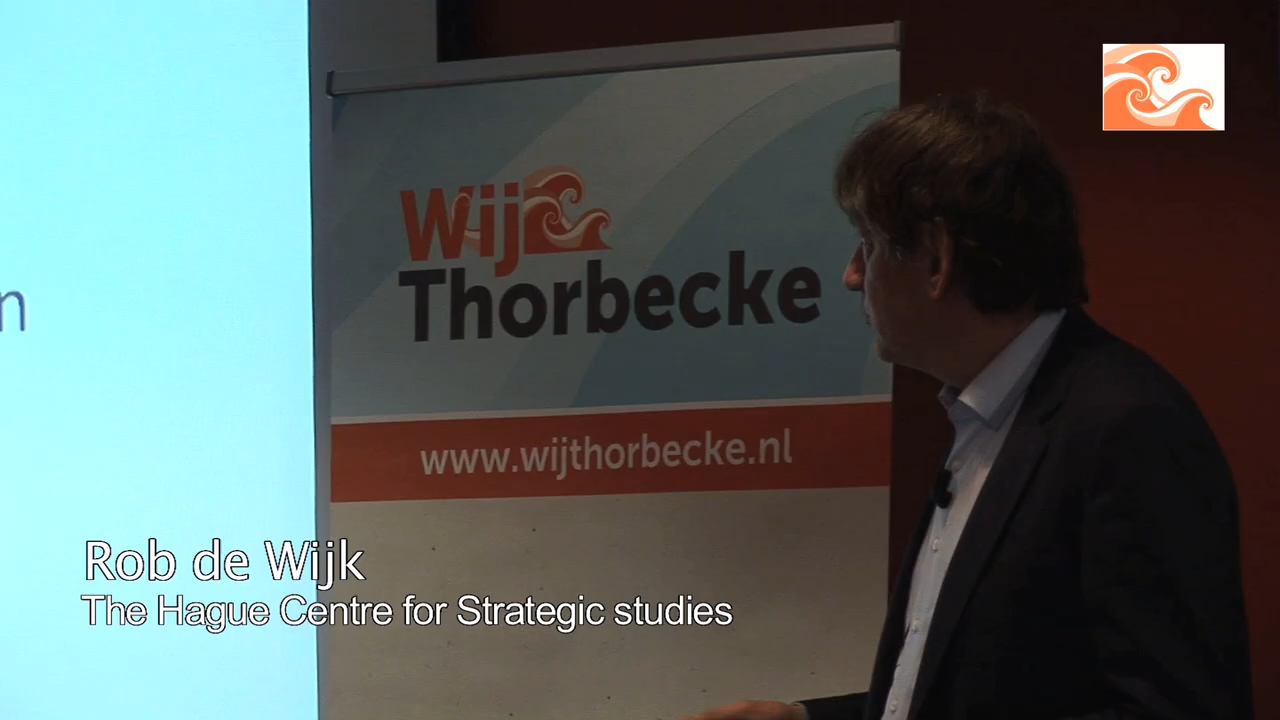 n
Wij
Thorbecke
www.wijthorbecke.nl
Rob de Wijk
The Hague Centre for Strategic studies